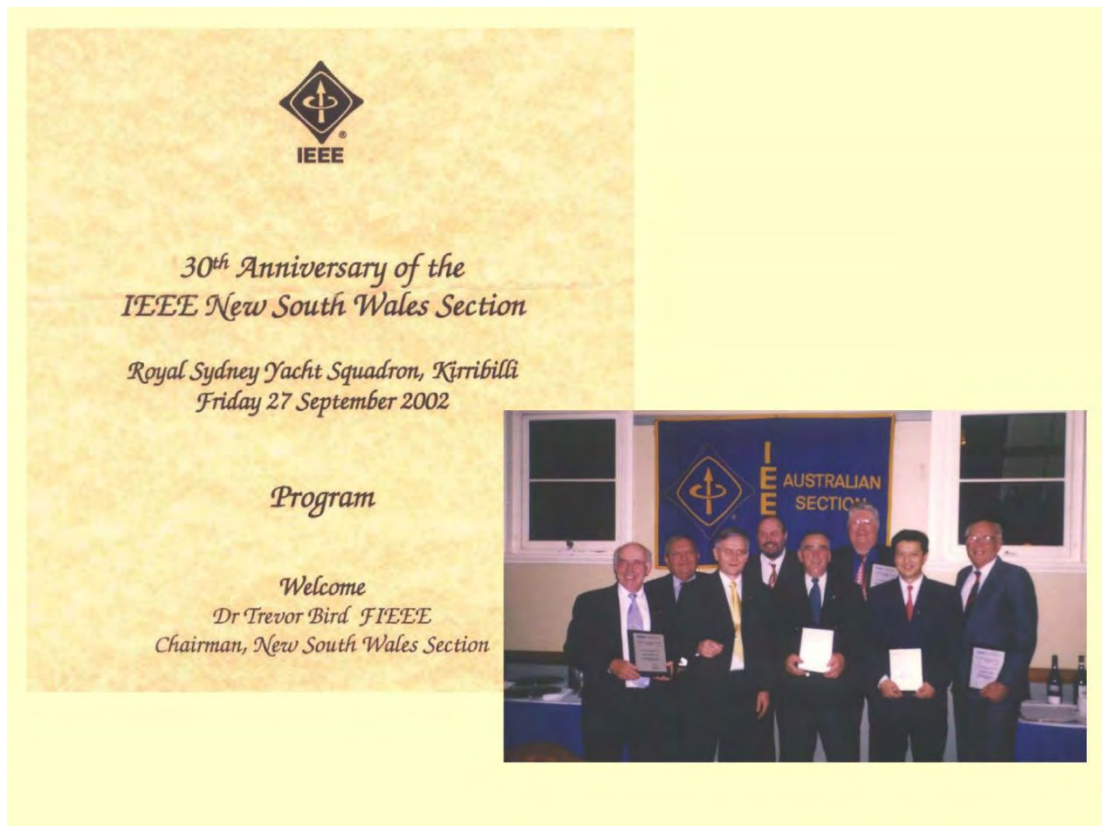 IEEE
30th Anniversary of the
IEEE New South Wales Section
Royal Sydney Yacht Squadron, Kirribilli
Friday 27 September 2002
Program
Welcome
Dr Trevor Bird FIEEE
Chairman, New South Wales Section
IEEE
AUSTRALIAN
SECTION